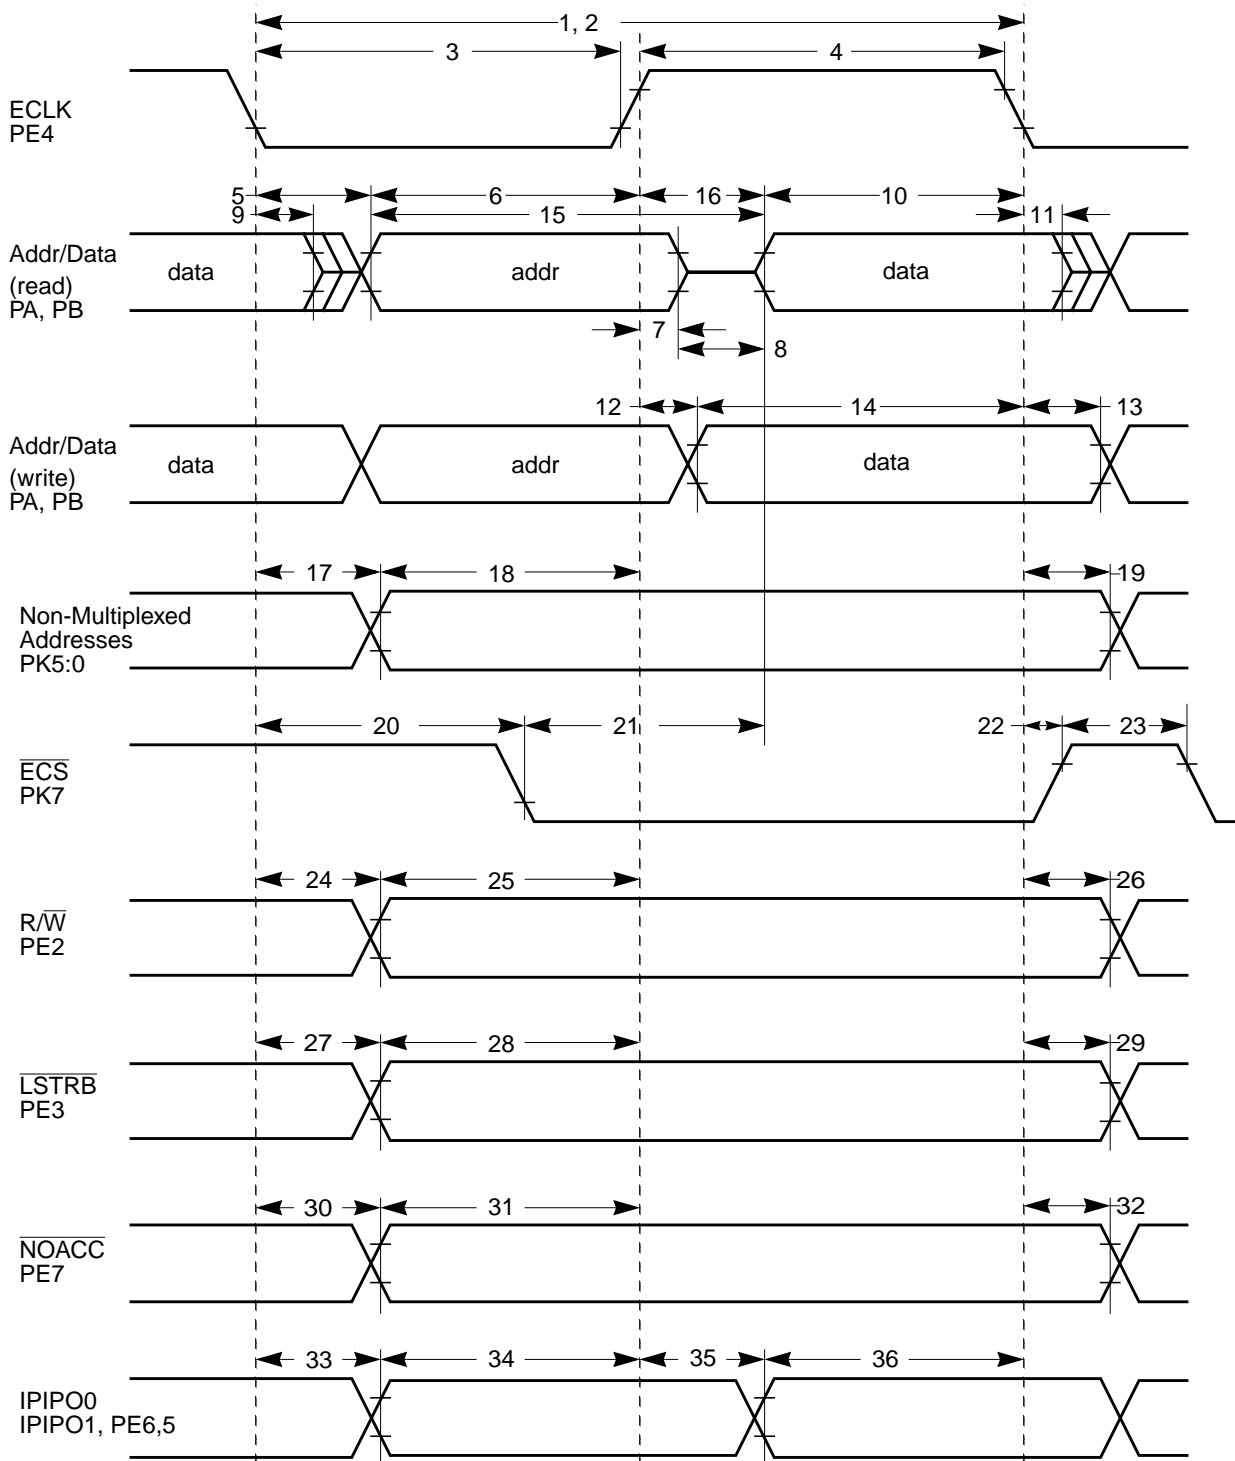 1, 2
3 4
ECLK
PE4
5 6 16 10
9 15 11
Addr/Data
(read)
PA, PB
data addr data
7
8
12 14 13
Addr/Data
(write)
PA, PB
data addr data
17 18 19
Non-Multiplexed
Addresses
PK5:0
20 21 22 23
ECS
PK7
24 25 26
R/W
PE2
27 28 29
LSTRB
PE3
30 31 32
NOACC
PE7
33 34 35 36
IPIPO0
IPIPO1, PE6,5